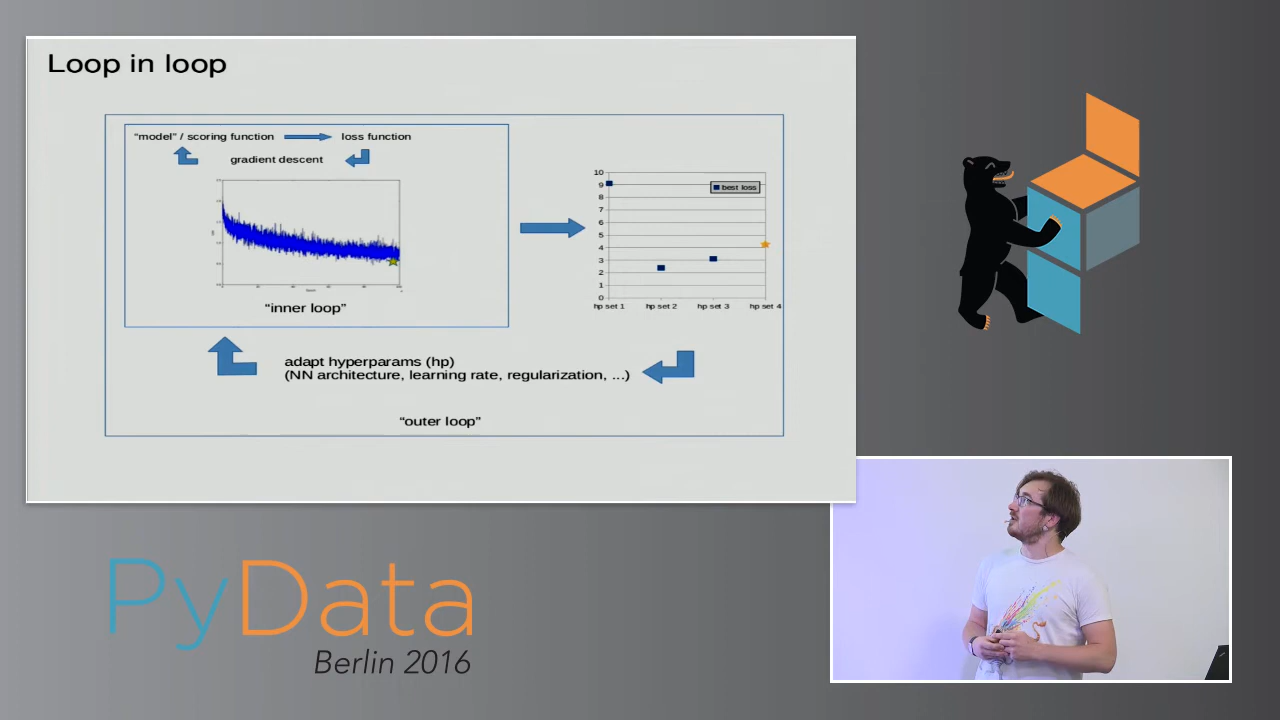 Loop in loop
“model” / scoring function
loss function
gradient descent
“inner loop”
10
9
8
7
6
5
4
3
2
1
0
best loss
hp set 1
hp set 2
hp set 3
hp set 4
adapt hyperparams (hp)
(NN architecture, learning rate, regularization, ...)
“outer loop”
PyData
Berlin 2016